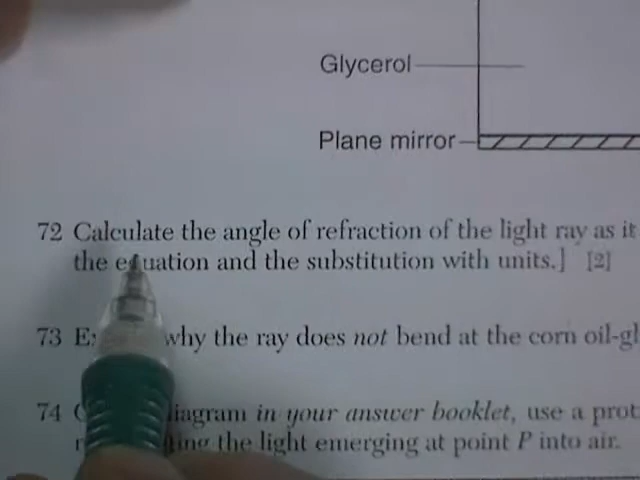 Glycerol
Plane mirror
72 Calculate the angle of refraction of the light ray as it
the equation and the substitution with units.] [2]
73 why the ray does not bend at the corn oil-gl
74 diagram in your answer booklet, use a prot
the light emerging at point P into air.